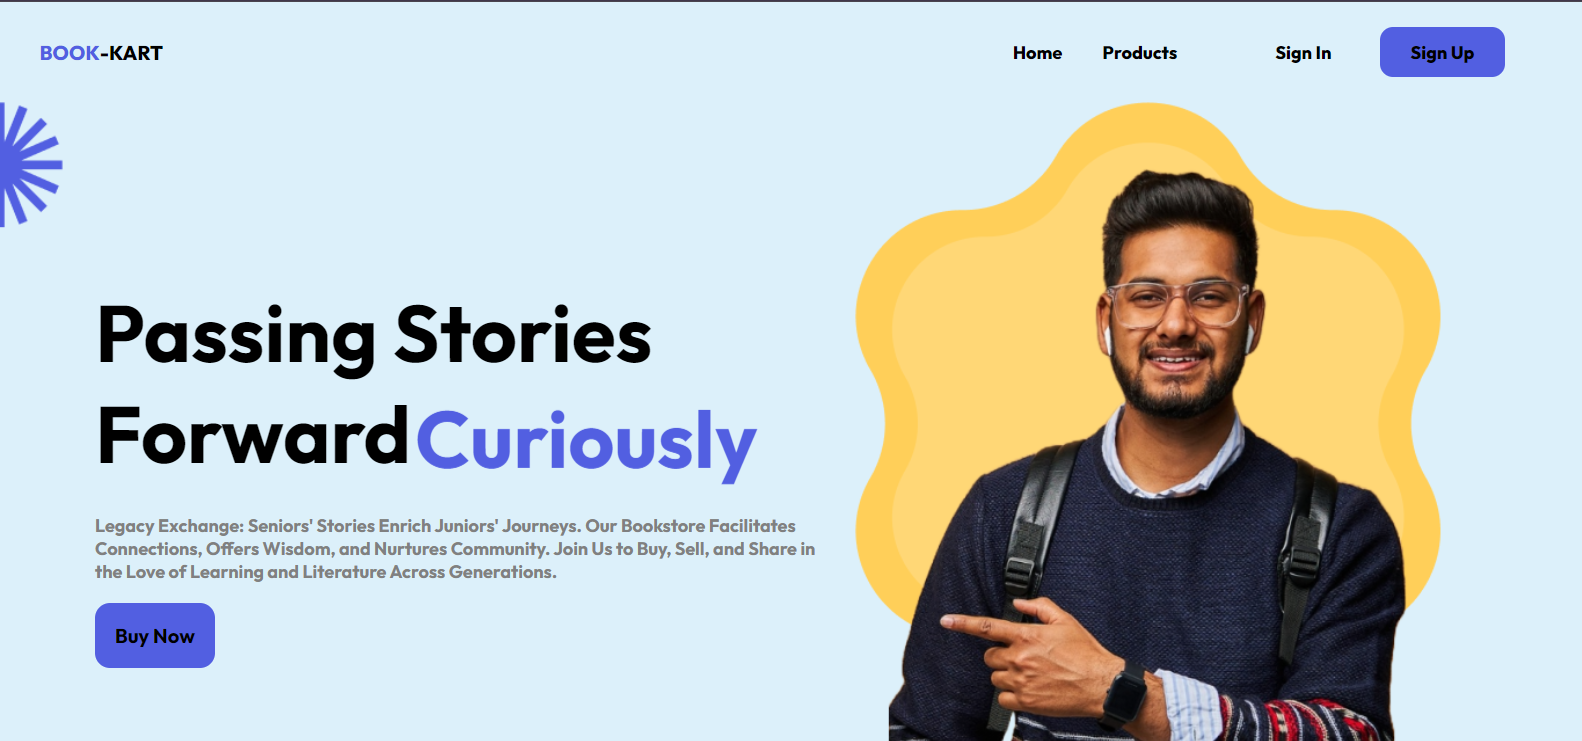 BOOK-KART
Home Products Sign In Sign Up
Passing Stories
Forward Curiously
Legacy Exchange: Seniors' Stories Enrich Juniors' Journeys. Our Bookstore Facilitates
Connections, Offers Wisdom, and Nurtures Community. Join Us to Buy, Sell, and Share in
the Love of Learning and Literature Across Generations.
Buy Now